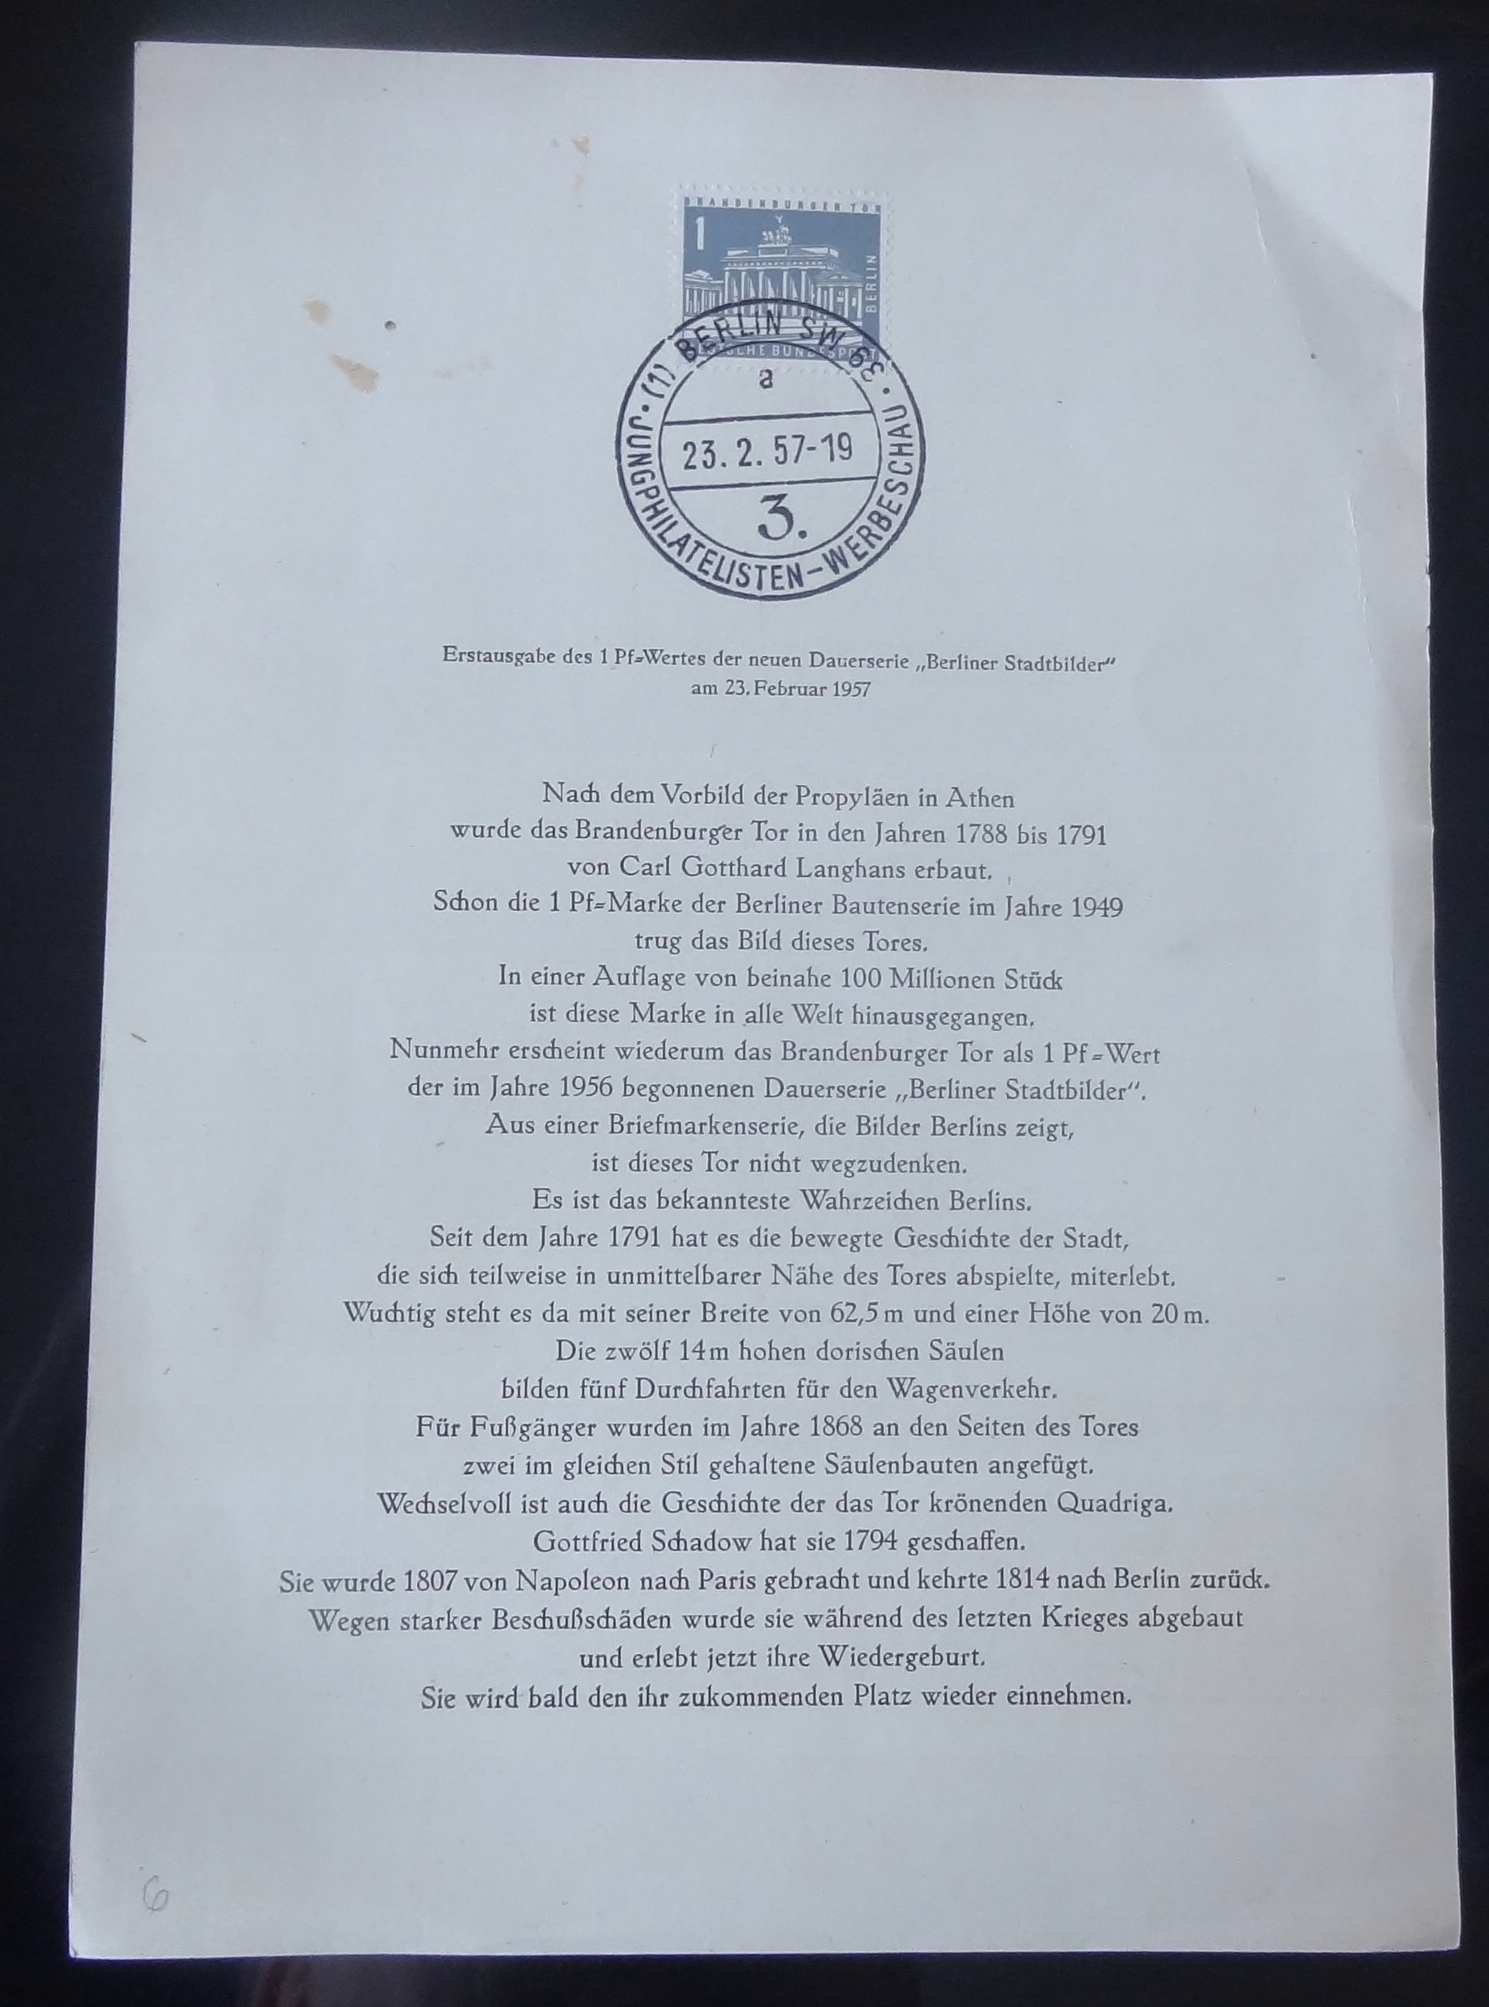 BRANDENBURGER TOR
1
BERLIN
DEUTSCHE BUNDESPOST
(1) BERLIN SW 63
a
23. 2. 57-19
3.
JUNGPHILATELISTEN-WERBESCHAU
Erstausgabe des 1 Pf=Wertes der neuen Dauerserie „Berliner Stadtbilder“
am 23. Februar 1957
Nach dem Vorbild der Propyläen in Athen
wurde das Brandenburger Tor in den Jahren 1788 bis 1791
von Carl Gotthard Langhans erbaut.
Schon die 1 Pf=Marke der Berliner Bautenserie im Jahre 1949
trug das Bild dieses Tores.
In einer Auflage von beinahe 100 Millionen Stück
ist diese Marke in alle Welt hinausgegangen.
Nunmehr erscheint wiederum das Brandenburger Tor als 1 Pf=Wert
der im Jahre 1956 begonnenen Dauerserie „Berliner Stadtbilder“.
Aus einer Briefmarkenserie, die Bilder Berlins zeigt,
ist dieses Tor nicht wegzudenken.
Es ist das bekannteste Wahrzeichen Berlins.
Seit dem Jahre 1791 hat es die bewegte Geschichte der Stadt,
die sich teilweise in unmittelbarer Nähe des Tores abspielte, miterlebt.
Wuchtig steht es da mit seiner Breite von 62,5 m und einer Höhe von 20 m.
Die zwölf 14 m hohen dorischen Säulen
bilden fünf Durchfahrten für den Wagenverkehr.
Für Fußgänger wurden im Jahre 1868 an den Seiten des Tores
zwei im gleichen Stil gehaltene Säulenbauten angefügt.
Wechselvoll ist auch die Geschichte der das Tor krönenden Quadriga.
Gottfried Schadow hat sie 1794 geschaffen.
Sie wurde 1807 von Napoleon nach Paris gebracht und kehrte 1814 nach Berlin zurück.
Wegen starker Beschußschäden wurde sie während des letzten Krieges abgebaut
und erlebt jetzt ihre Wiedergeburt.
Sie wird bald den ihr zukommenden Platz wieder einnehmen.
6